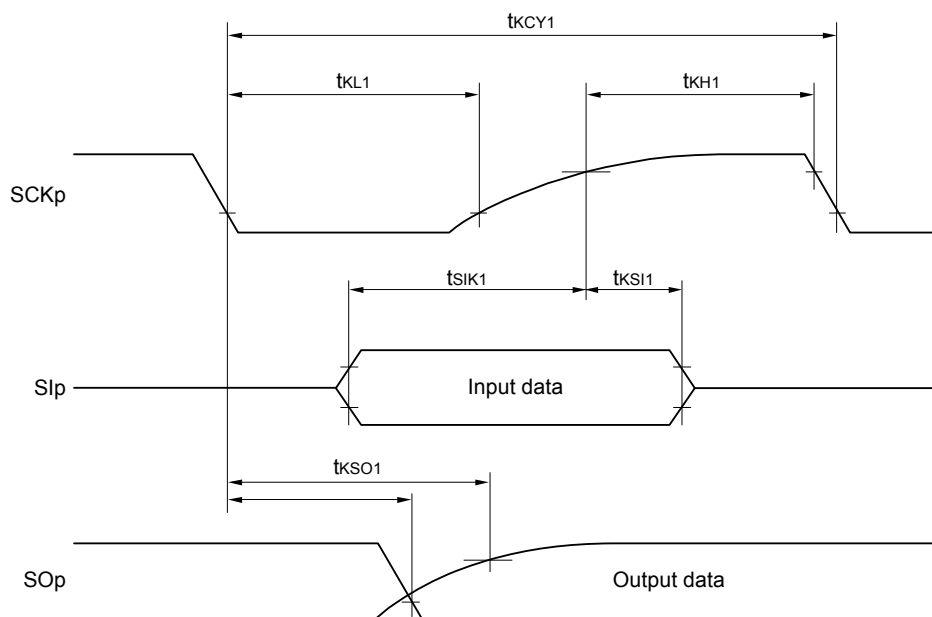 tKCY1
tKL1
tKH1
SCKp
tSIK1
tKSI1
SIp
Input data
tKSO1
SOp
Output data